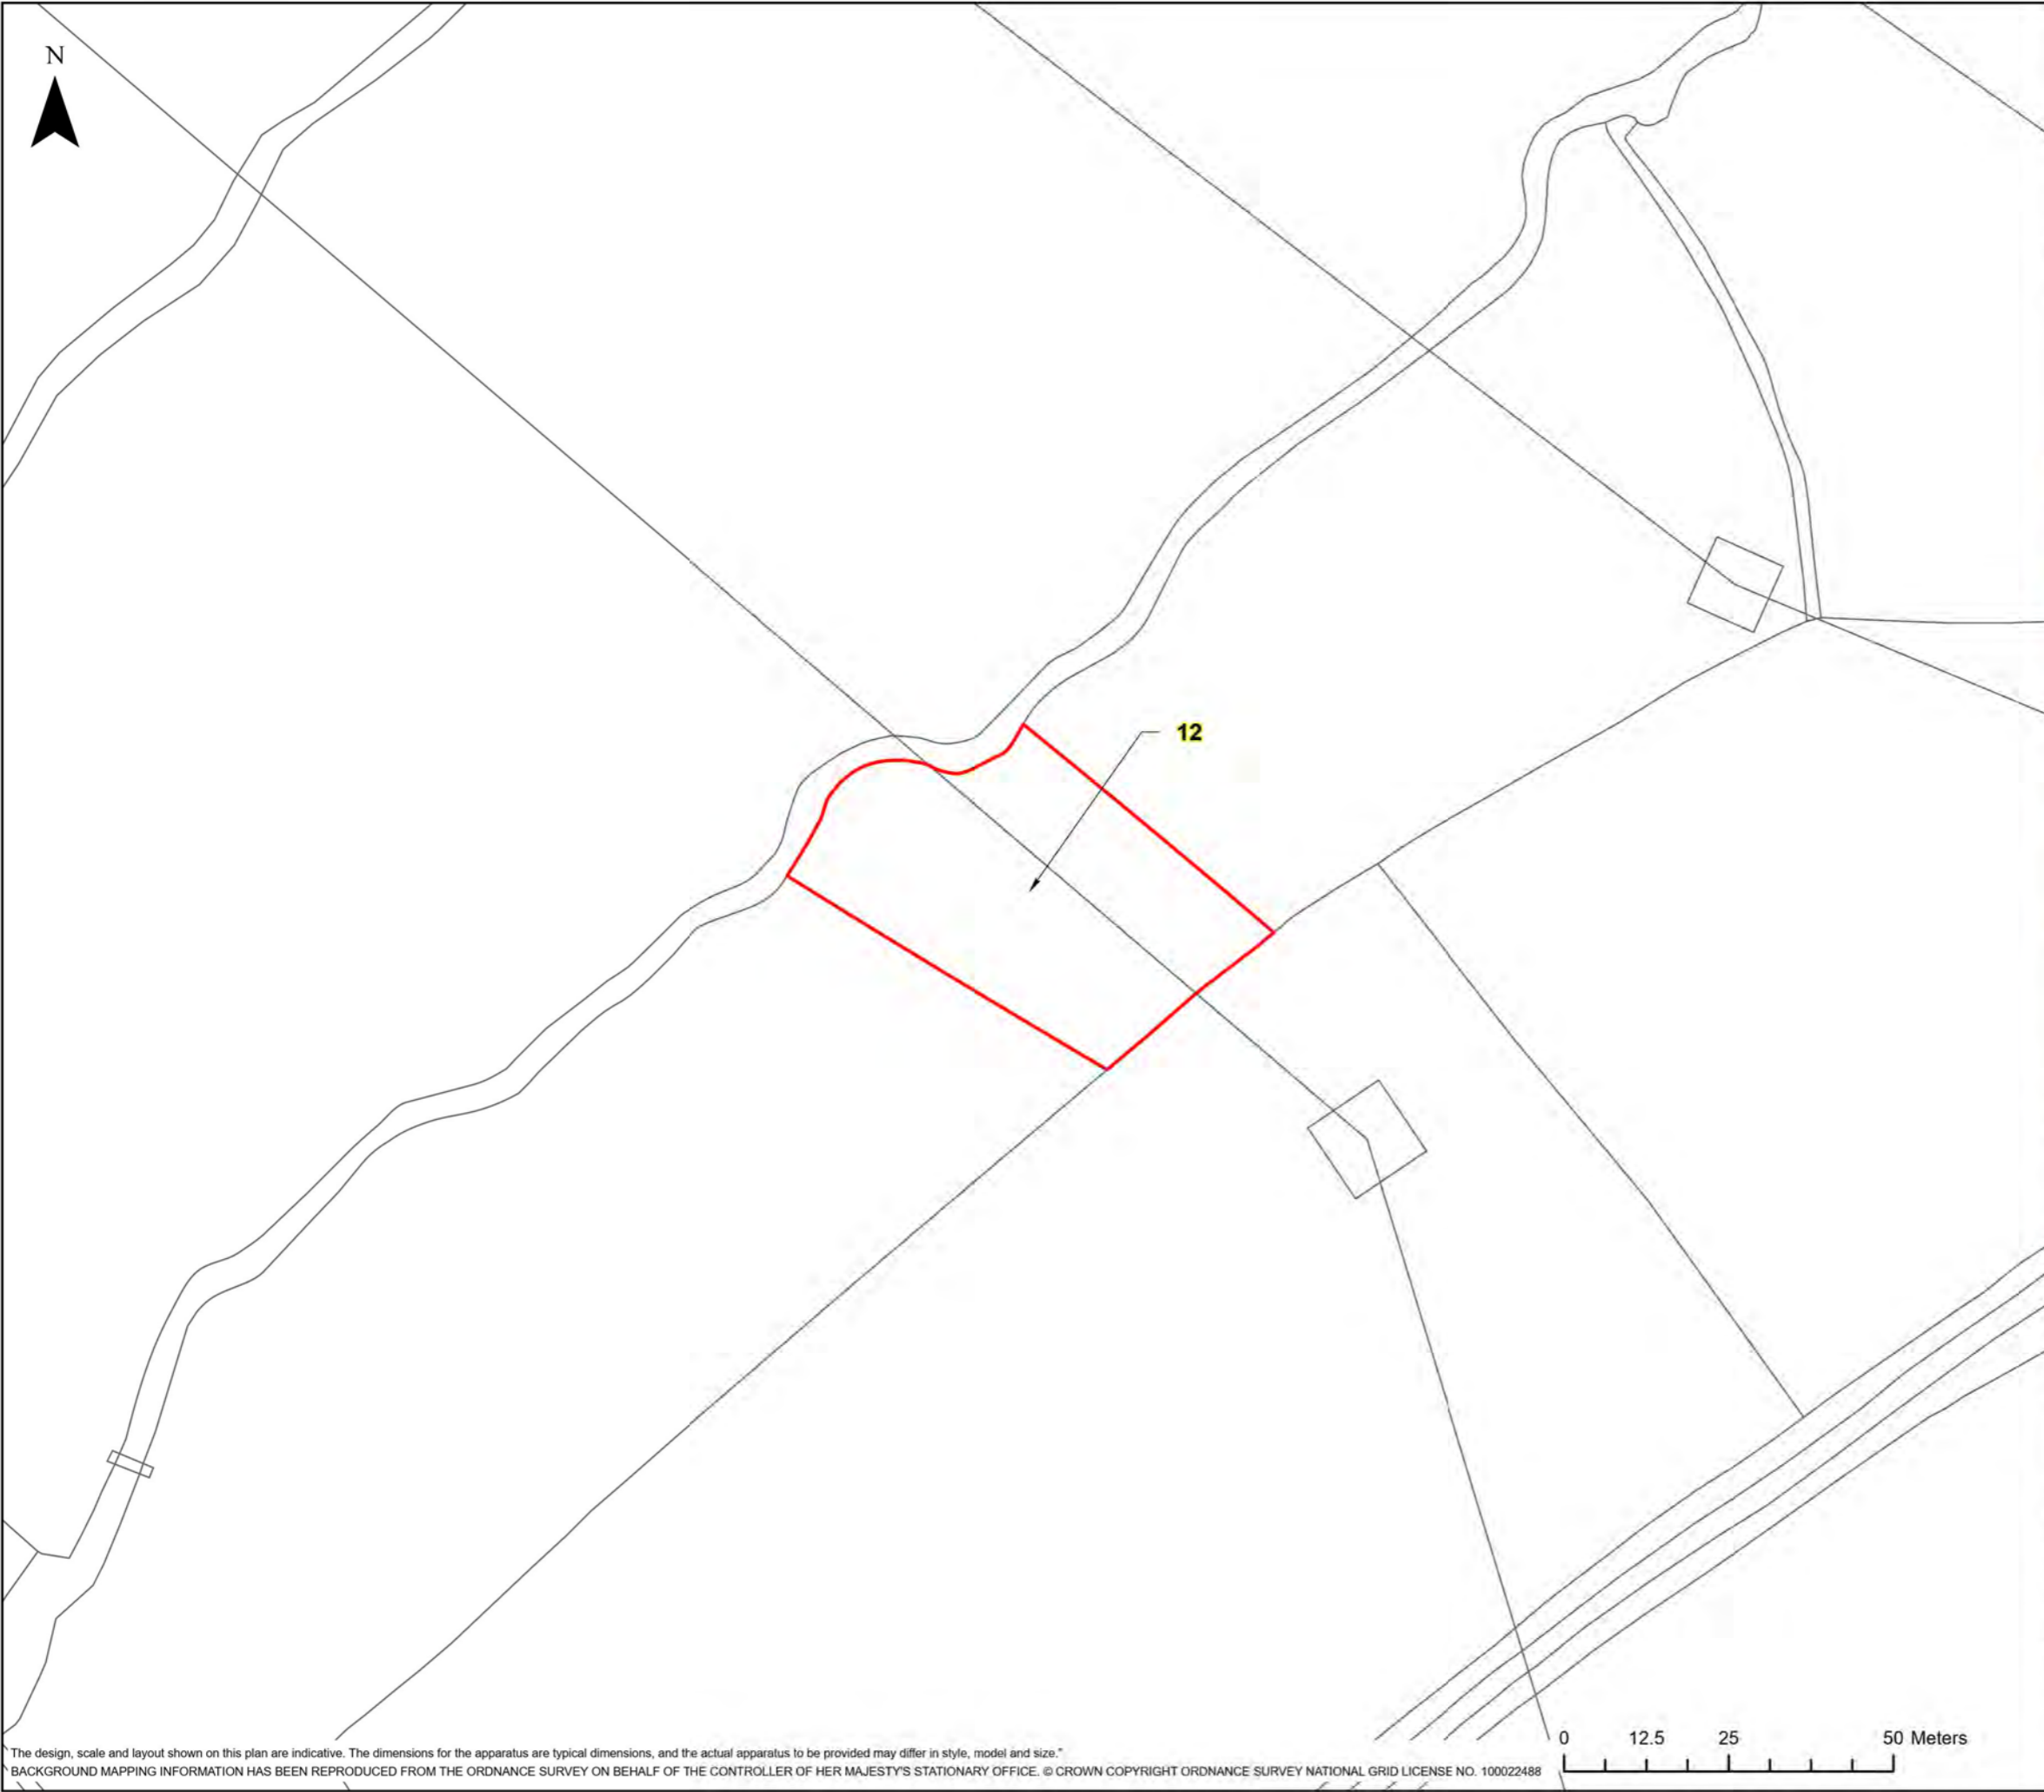 N
12
0 12.5 25 50 Meters
The design, scale and layout shown on this plan are indicative. The dimensions for the apparatus are typical dimensions, and the actual apparatus to be provided may differ in style, model and size."
BACKGROUND MAPPING INFORMATION HAS BEEN REPRODUCED FROM THE ORDNANCE SURVEY ON BEHALF OF THE CONTROLLER OF HER MAJESTY'S STATIONARY OFFICE. © CROWN COPYRIGHT ORDNANCE SURVEY NATIONAL GRID LICENSE NO. 100022488